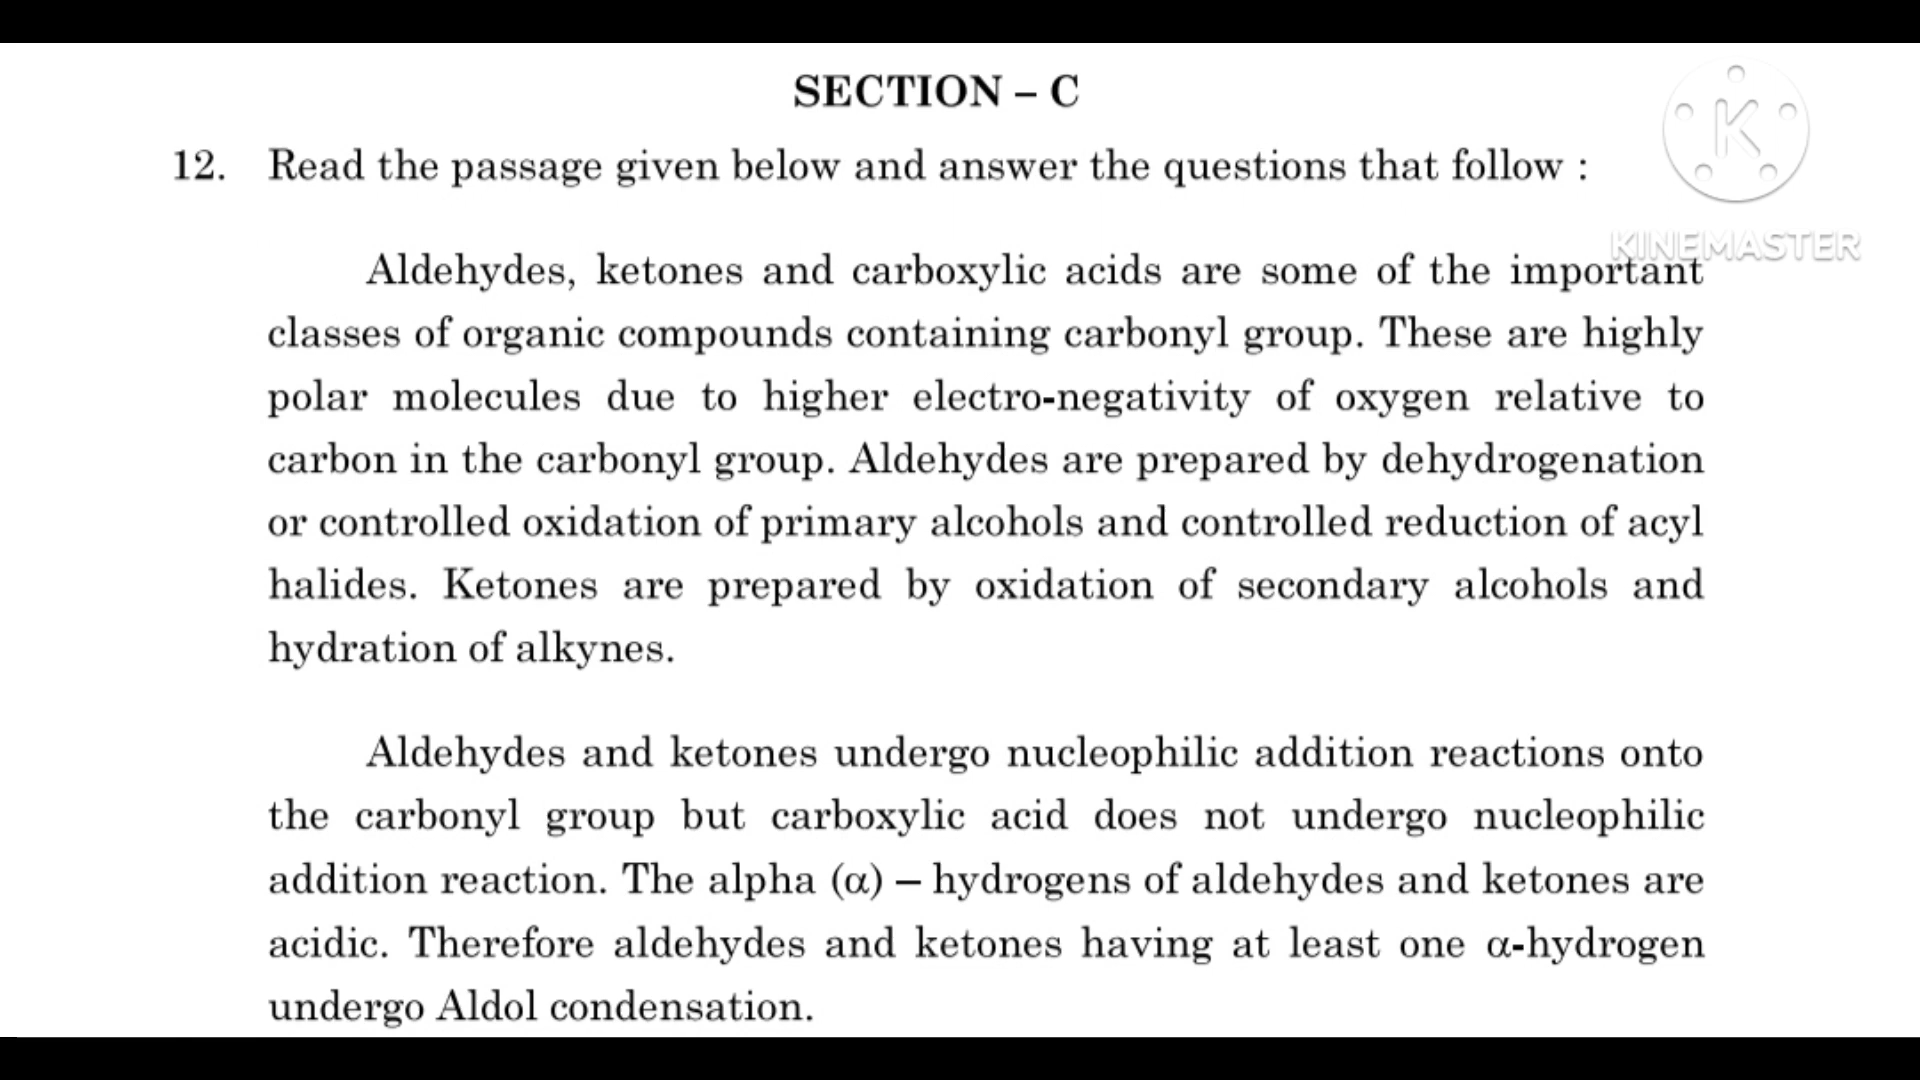 SECTION – C
12. Read the passage given below and answer the questions that follow :
KINEMASTER
Aldehydes, ketones and carboxylic acids are some of the important
classes of organic compounds containing carbonyl group. These are highly
polar molecules due to higher electro-negativity of oxygen relative to
carbon in the carbonyl group. Aldehydes are prepared by dehydrogenation
or controlled oxidation of primary alcohols and controlled reduction of acyl
halides. Ketones are prepared by oxidation of secondary alcohols and
hydration of alkynes.
Aldehydes and ketones undergo nucleophilic addition reactions onto
the carbonyl group but carboxylic acid does not undergo nucleophilic
addition reaction. The alpha (α) – hydrogens of aldehydes and ketones are
acidic. Therefore aldehydes and ketones having at least one α-hydrogen
undergo Aldol condensation.